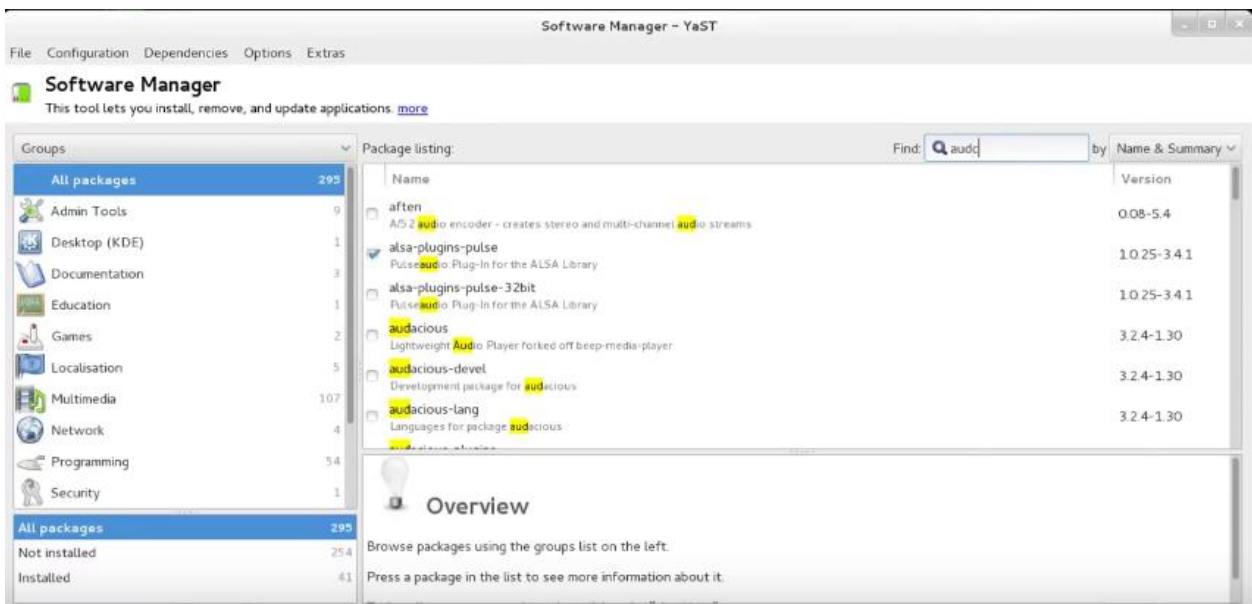 Software Manager - YaST
File Configuration Dependencies Options Extras
Software Manager
This tool lets you install, remove, and update applications. more
Groups
Package listing:
Find: audc
by Name & Summary
All packages 295
Admin Tools 9
Desktop (KDE) 1
Documentation 3
Education 1
Games 2
Localisation 5
Multimedia 107
Network 4
Programming 54
Security 1
All packages 295
Not installed 254
Installed 41
Name Version
aften 0.08-5.4
A/5 2 audio encoder - creates stereo and multi-channel audio streams
alsa-plugins-pulse 1.0.25-3.4.1
Pulseaudio Plug-In for the ALSA Library
alsa-plugins-pulse-32bit 1.0.25-3.4.1
Pulseaudio Plug-In for the ALSA Library
audacious 3.2.4-1.30
Lightweight Audio Player forked off beep-media-player
audacious-devel 3.2.4-1.30
Development package for audacious
audacious-lang 3.2.4-1.30
Languages for package audacious
Overview
Browse packages using the groups list on the left.
Press a package in the list to see more information about it.